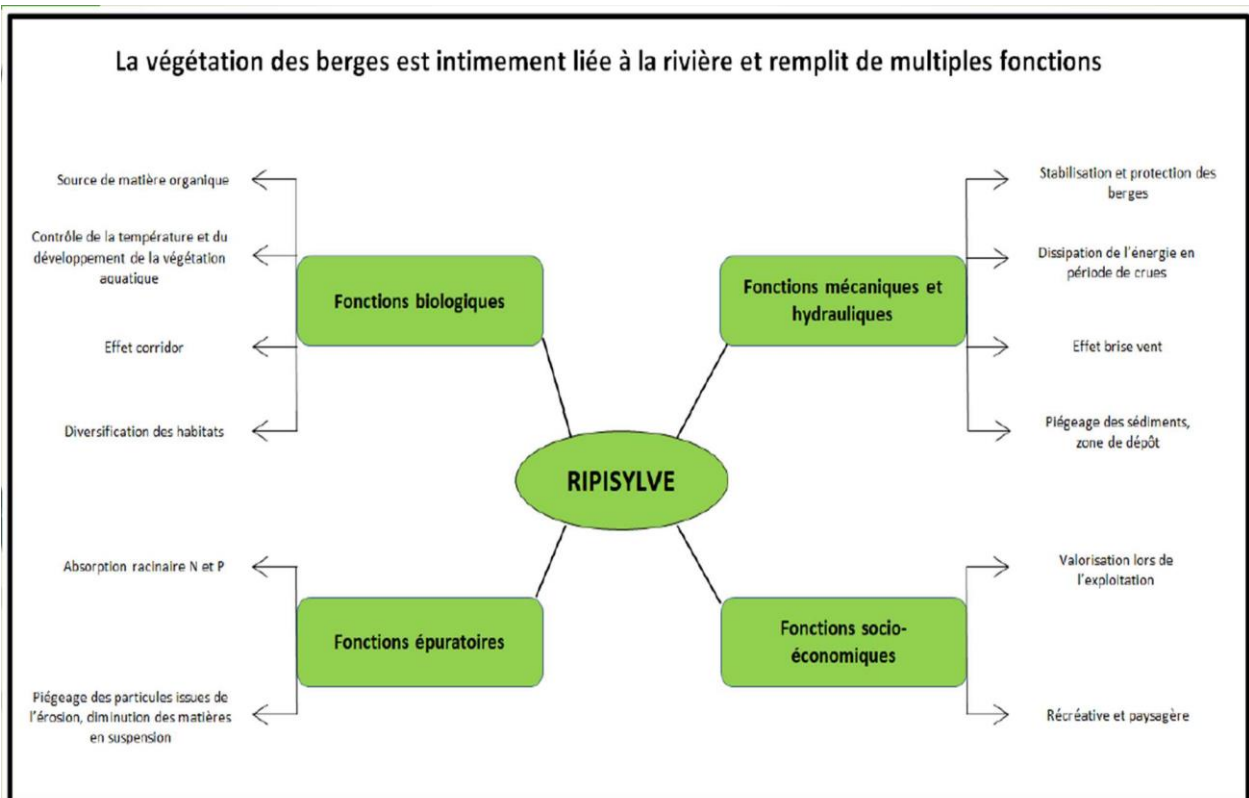 La végétation des berges est intimement liée à la rivière et remplit de multiples fonctions
Source de matière organique
Contrôle de la température et du
développement de la végétation
aquatique
Effet corridor
Diversification des habitats
Fonctions biologiques
Fonctions mécaniques et
hydrauliques
Stabilisation et protection des
berges
Dissipation de l'énergie en
période de crues
Effet brise vent
Piégeage des sédiments,
zone de dépôt
RIPISYLVE
Absorption racinaire N et P
Piégeage des particules issues de
l'érosion, diminution des matières
en suspension
Fonctions épuratoires
Fonctions socio-
économiques
Valorisation lors de
l'exploitation
Récréative et paysagère